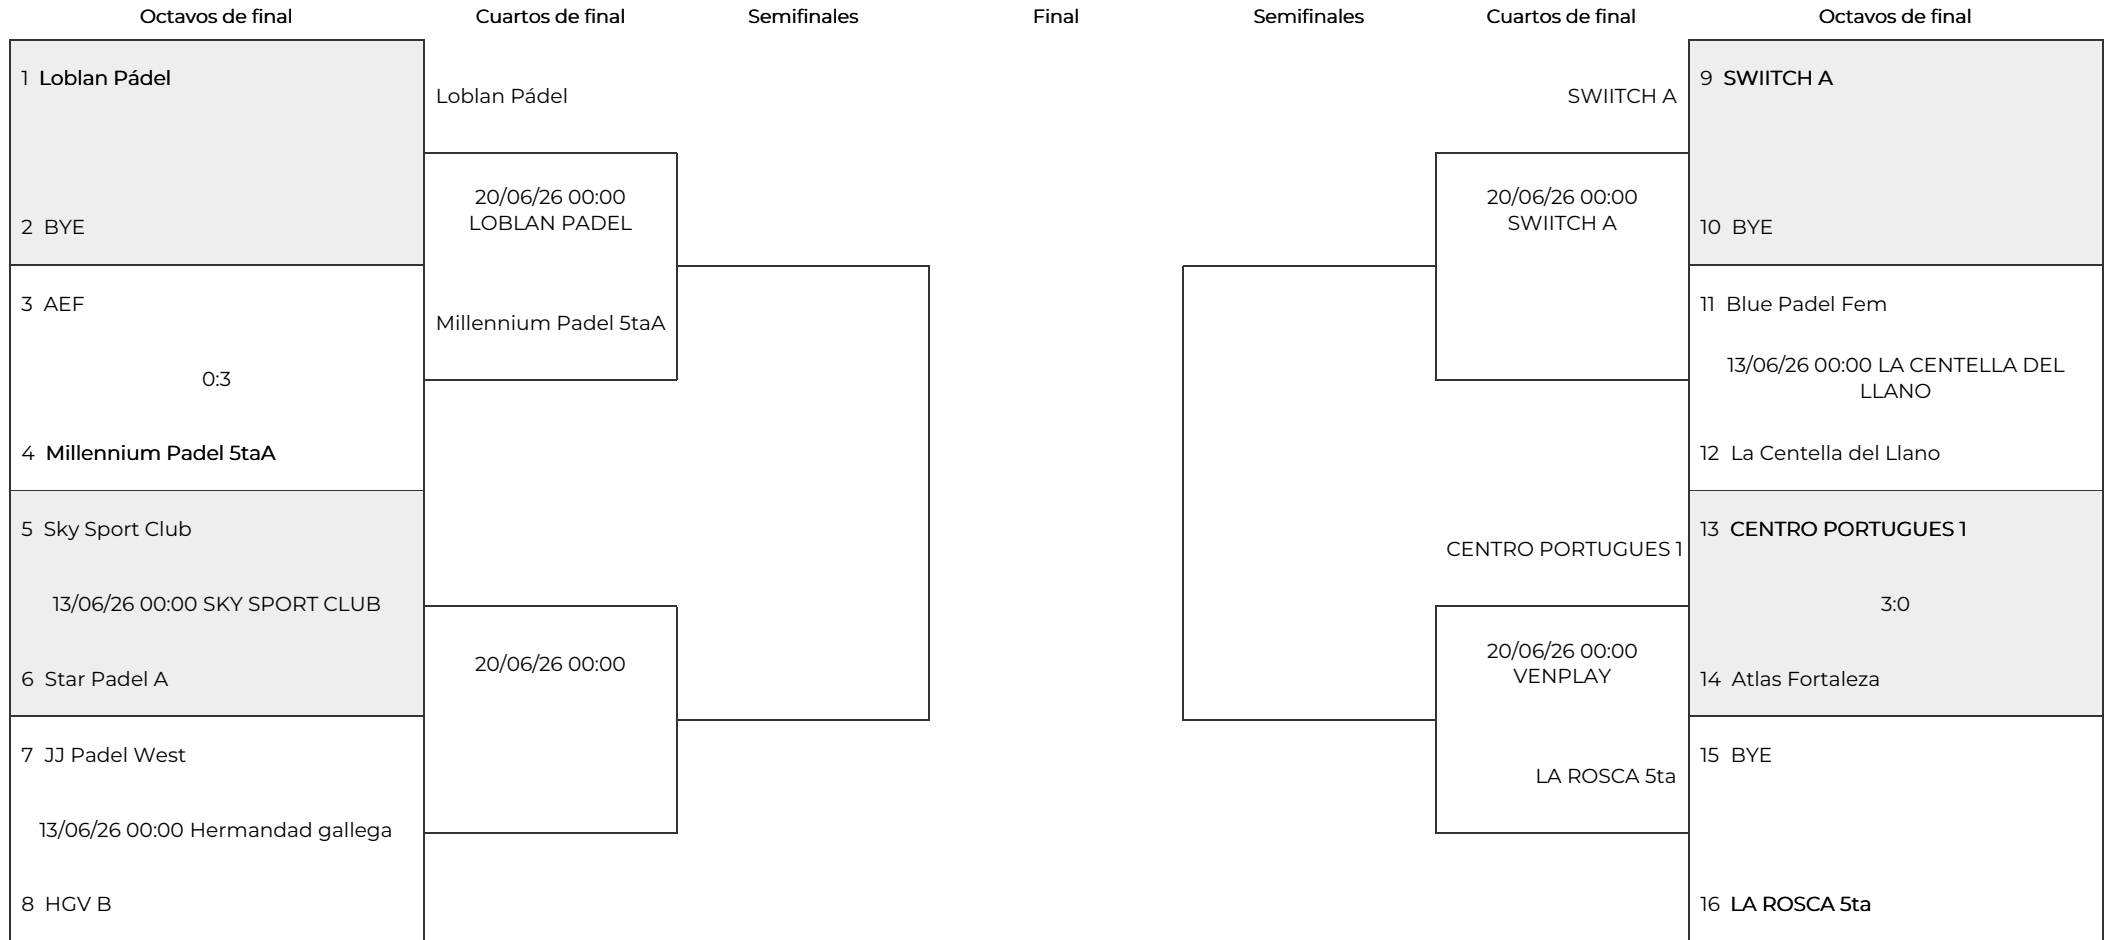 Octavos de final
Cuartos de final
Semifinales
Final
Semifinales
Cuartos de final
Octavos de final
1 Loblan Pádel
2 BYE
3 AEF
0:3
4 Millennium Padel 5taA
5 Sky Sport Club
13/06/26 00:00 SKY SPORT CLUB
6 Star Padel A
7 JJ Padel West
13/06/26 00:00 Hermandad gallega
8 HGV B
Loblan Pádel
20/06/26 00:00
LOBLAN PADEL
Millennium Padel 5taA
20/06/26 00:00
SWIITCH A
20/06/26 00:00
SWIITCH A
CENTRO PORTUGUES 1
20/06/26 00:00
VENPLAY
LA ROSCA 5ta
9 SWIITCH A
10 BYE
11 Blue Padel Fem
13/06/26 00:00 LA CENTELLA DEL
LLANO
12 La Centella del Llano
13 CENTRO PORTUGUES 1
3:0
14 Atlas Fortaleza
15 BYE
16 LA ROSCA 5ta